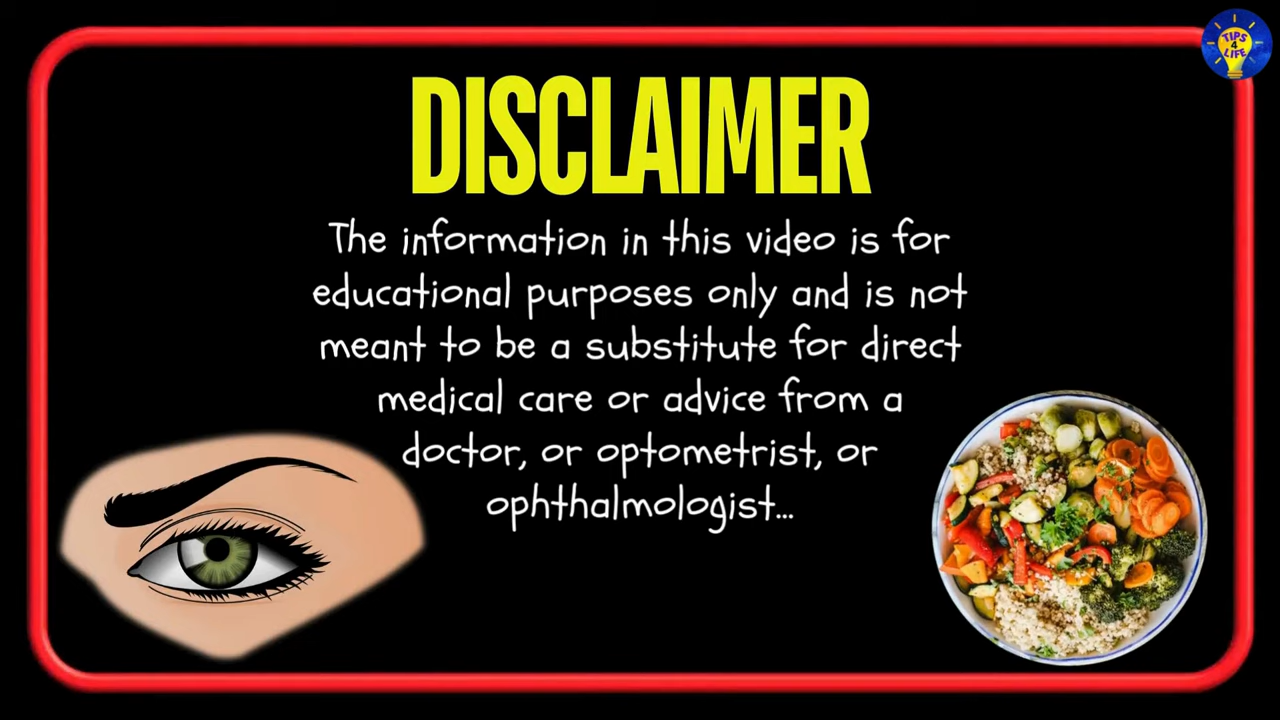 TIPS
4
LIFE
DISCLAIMER
The information in this video is for
educational purposes only and is not
meant to be a substitute for direct
medical care or advice from a
doctor, or optometrist, or
ophthalmologist...